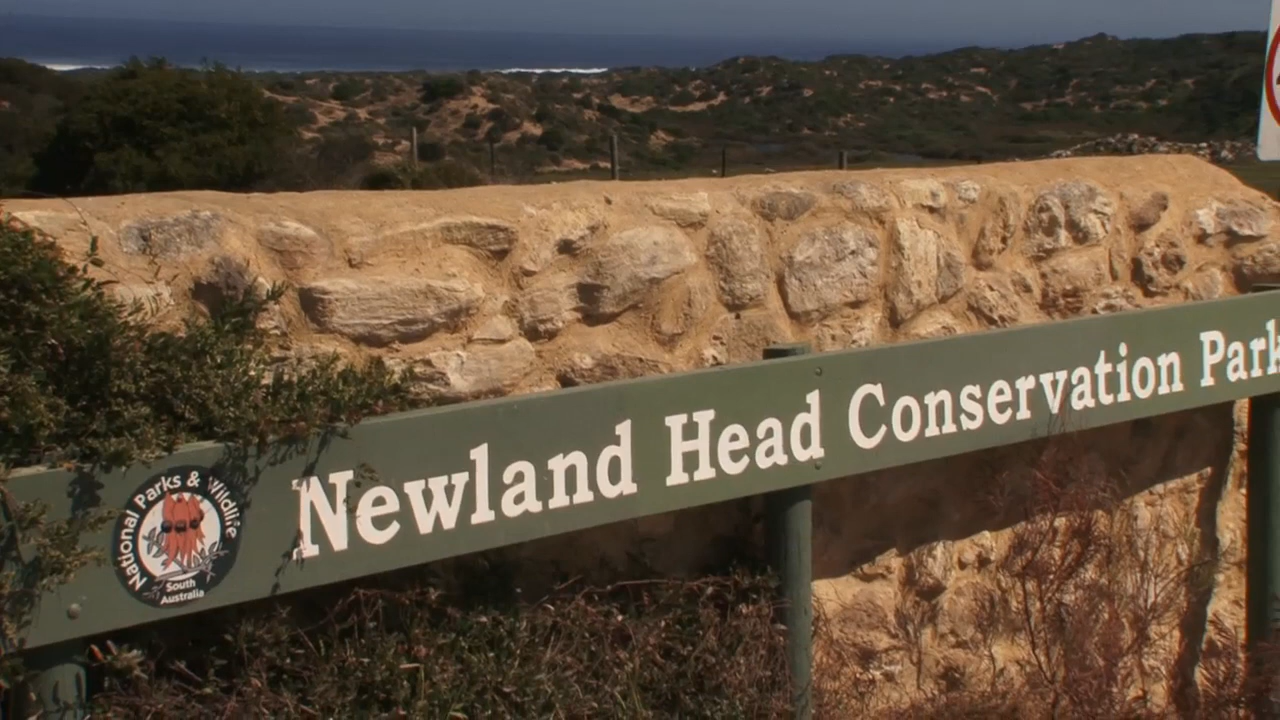 National Parks & Wildlife
South
Australia
Newland Head Conservation Park